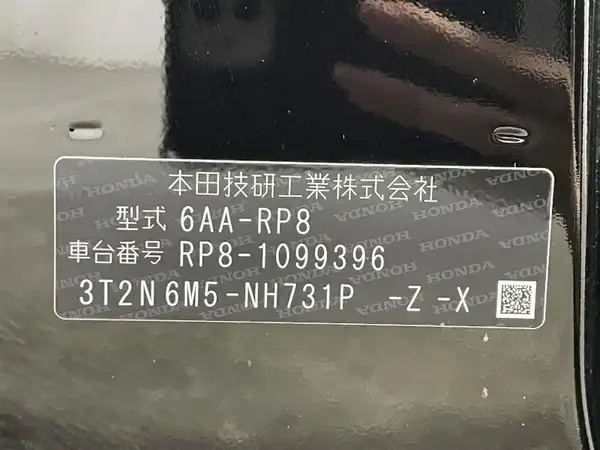 本田技研工業株式会社
型式 6AA-RP8
車台番号 RP8-1099396
3T2N6M5-NH731P -Z-X